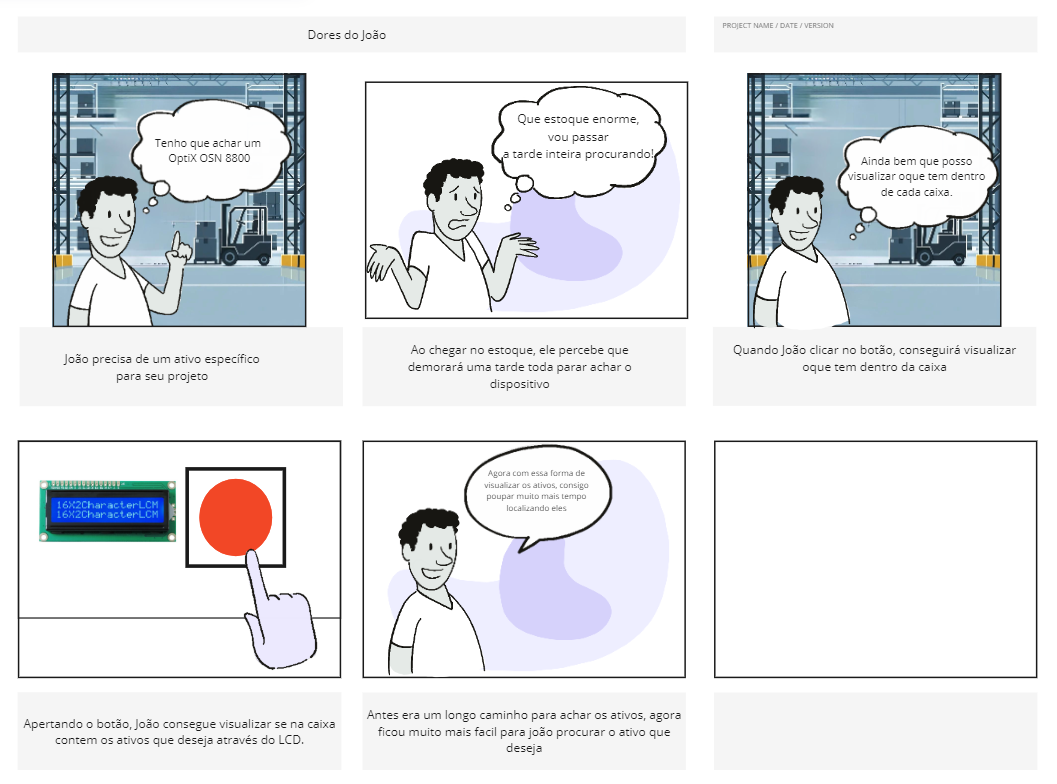 Dores do João
PROJECT NAME / DATE / VERSION
Tenho que achar um
OptiX OSN 8800
Que estoque enorme,
vou passar
a tarde inteira procurando!
Ainda bem que posso
visualizar oque tem dentro
de cada caixa.
João precisa de um ativo específico
para seu projeto
Ao chegar no estoque, ele percebe que
demorará uma tarde toda parar achar o
dispositivo
Quando João clicar no botão, conseguirá visualizar
oque tem dentro da caixa
16X2CharacterLCM
16X2CharacterLCM
Agora com essa forma de
visualizar os ativos, consigo
poupar muito mais tempo
localizando eles
Apertando o botão, João consegue visualizar se na caixa
contem os ativos que deseja através do LCD.
Antes era um longo caminho para achar os ativos, agora
ficou muito mais facil para joão procurar o ativo que
deseja